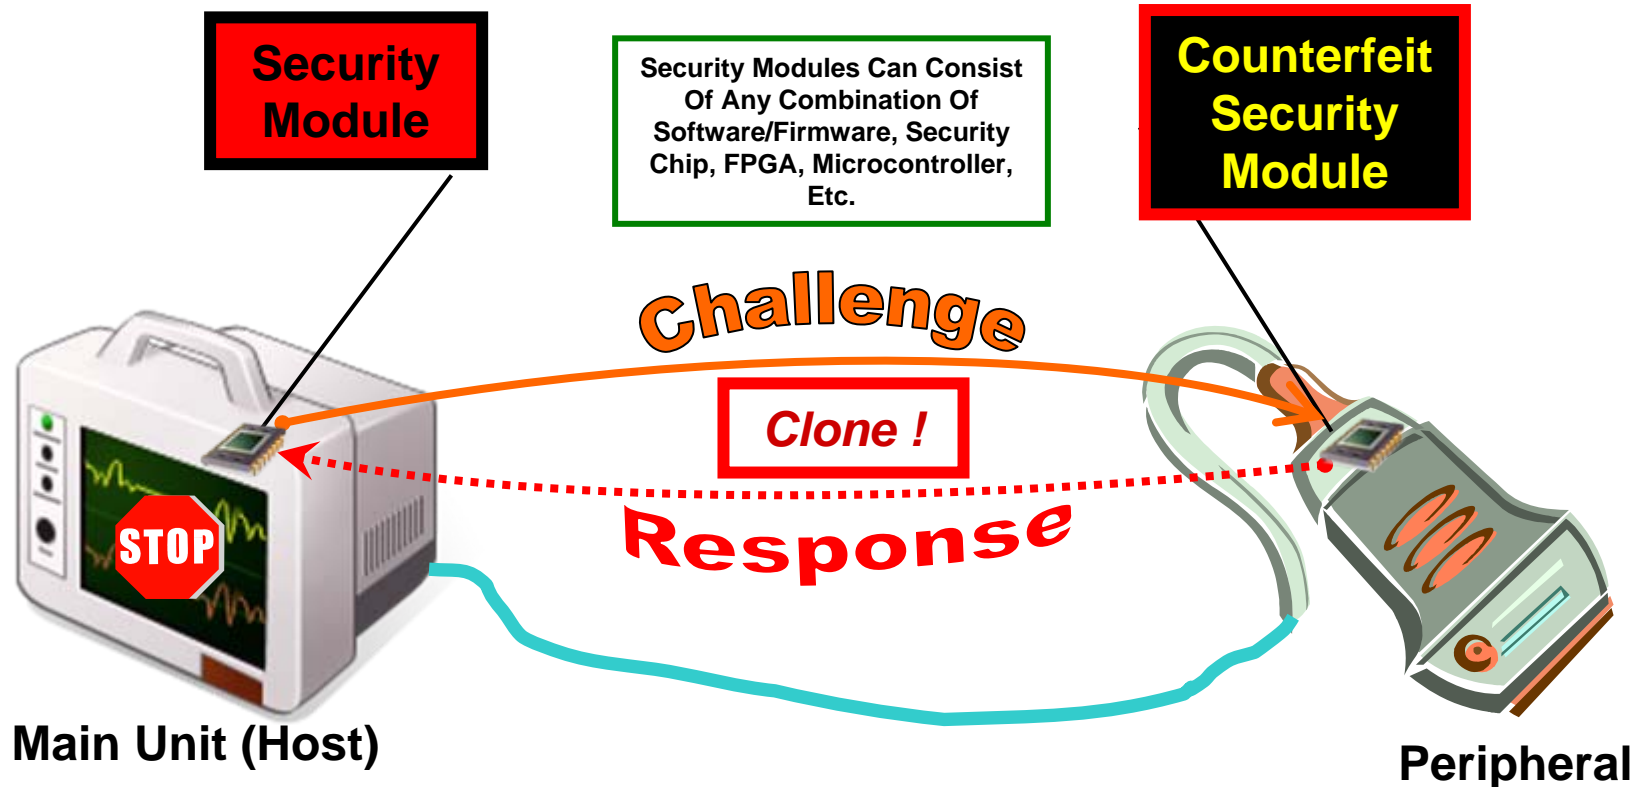 Security
Module
Security Modules Can Consist
Of Any Combination Of
Software/Firmware, Security
Chip, FPGA, Microcontroller,
Etc.
Counterfeit
Security
Module
Challenge
Clone !
Response
STOP
Main Unit (Host)
Peripheral